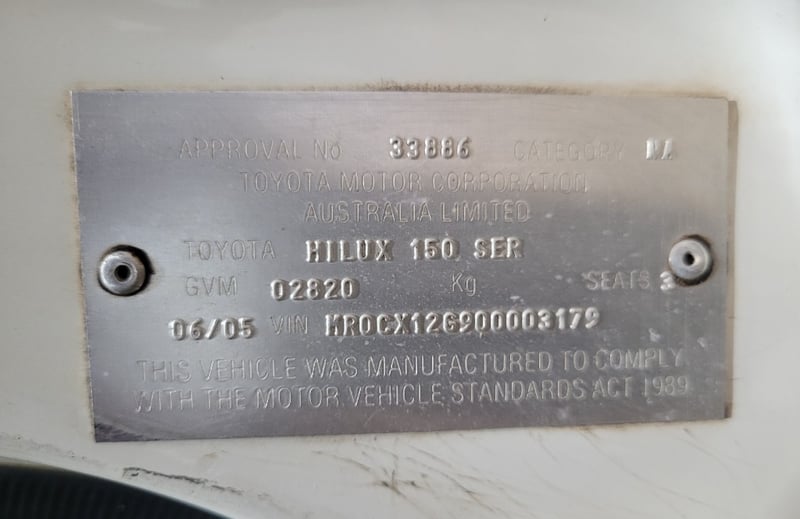 APPROVAL No 33886 CATEGORY NA
TOYOTA MOTOR CORPORATION
AUSTRALIA LIMITED
TOYOTA HILUX 150 SER
GVM 02820 Kg SEATS 3
06/05 VIN MR0CX12G900003179
THIS VEHICLE WAS MANUFACTURED TO COMPLY
WITH THE MOTOR VEHICLE STANDARDS ACT 1989